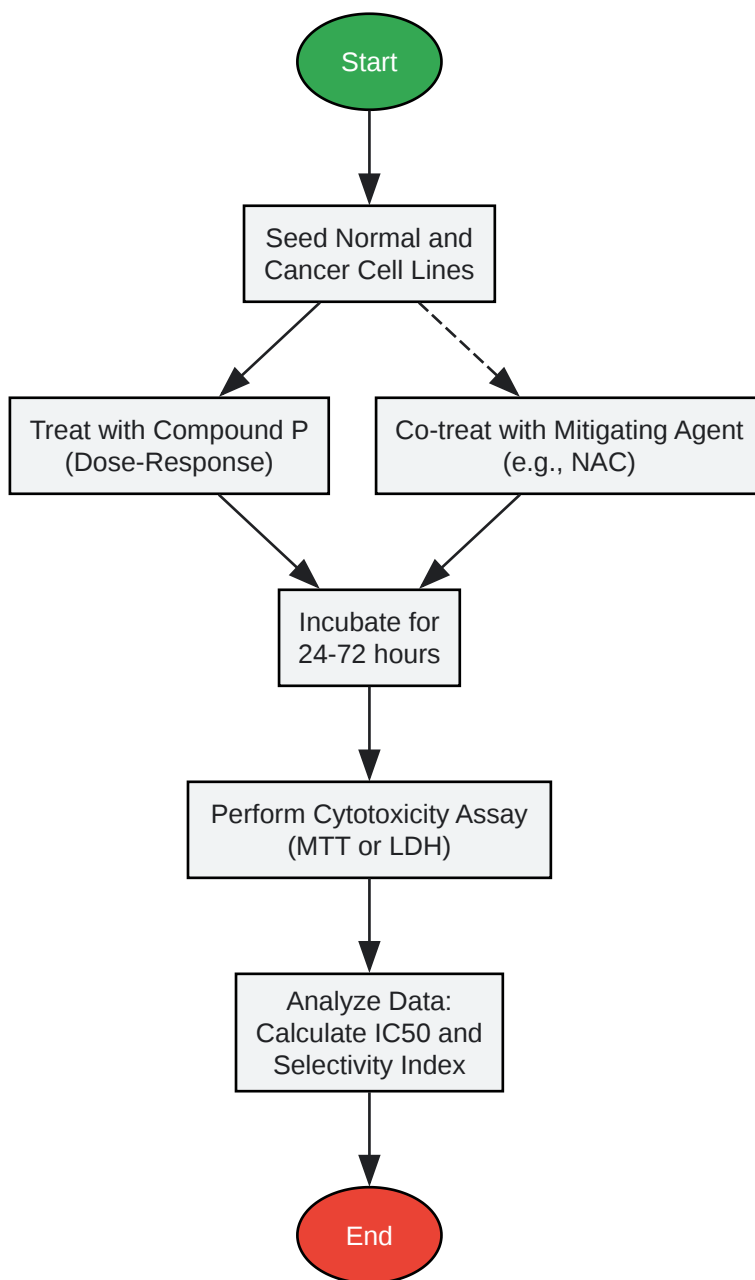 Start
Seed Normal and
Cancer Cell Lines
Treat with Compound P
(Dose-Response)
Co-treat with Mitigating Agent
(e.g., NAC)
Incubate for
24-72 hours
Perform Cytotoxicity Assay
(MTT or LDH)
Analyze Data:
Calculate IC50 and
Selectivity Index
End